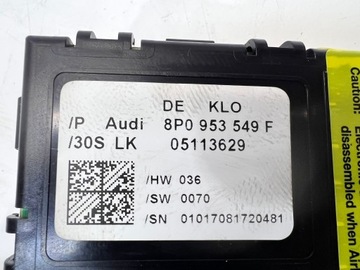 DE KLO
/P Audi 8P0 953 549 F
/30S LK 05113629
/HW 036
/SW 0070
/SN 01017081720481
Caution:
Electronic
disassembled when Air